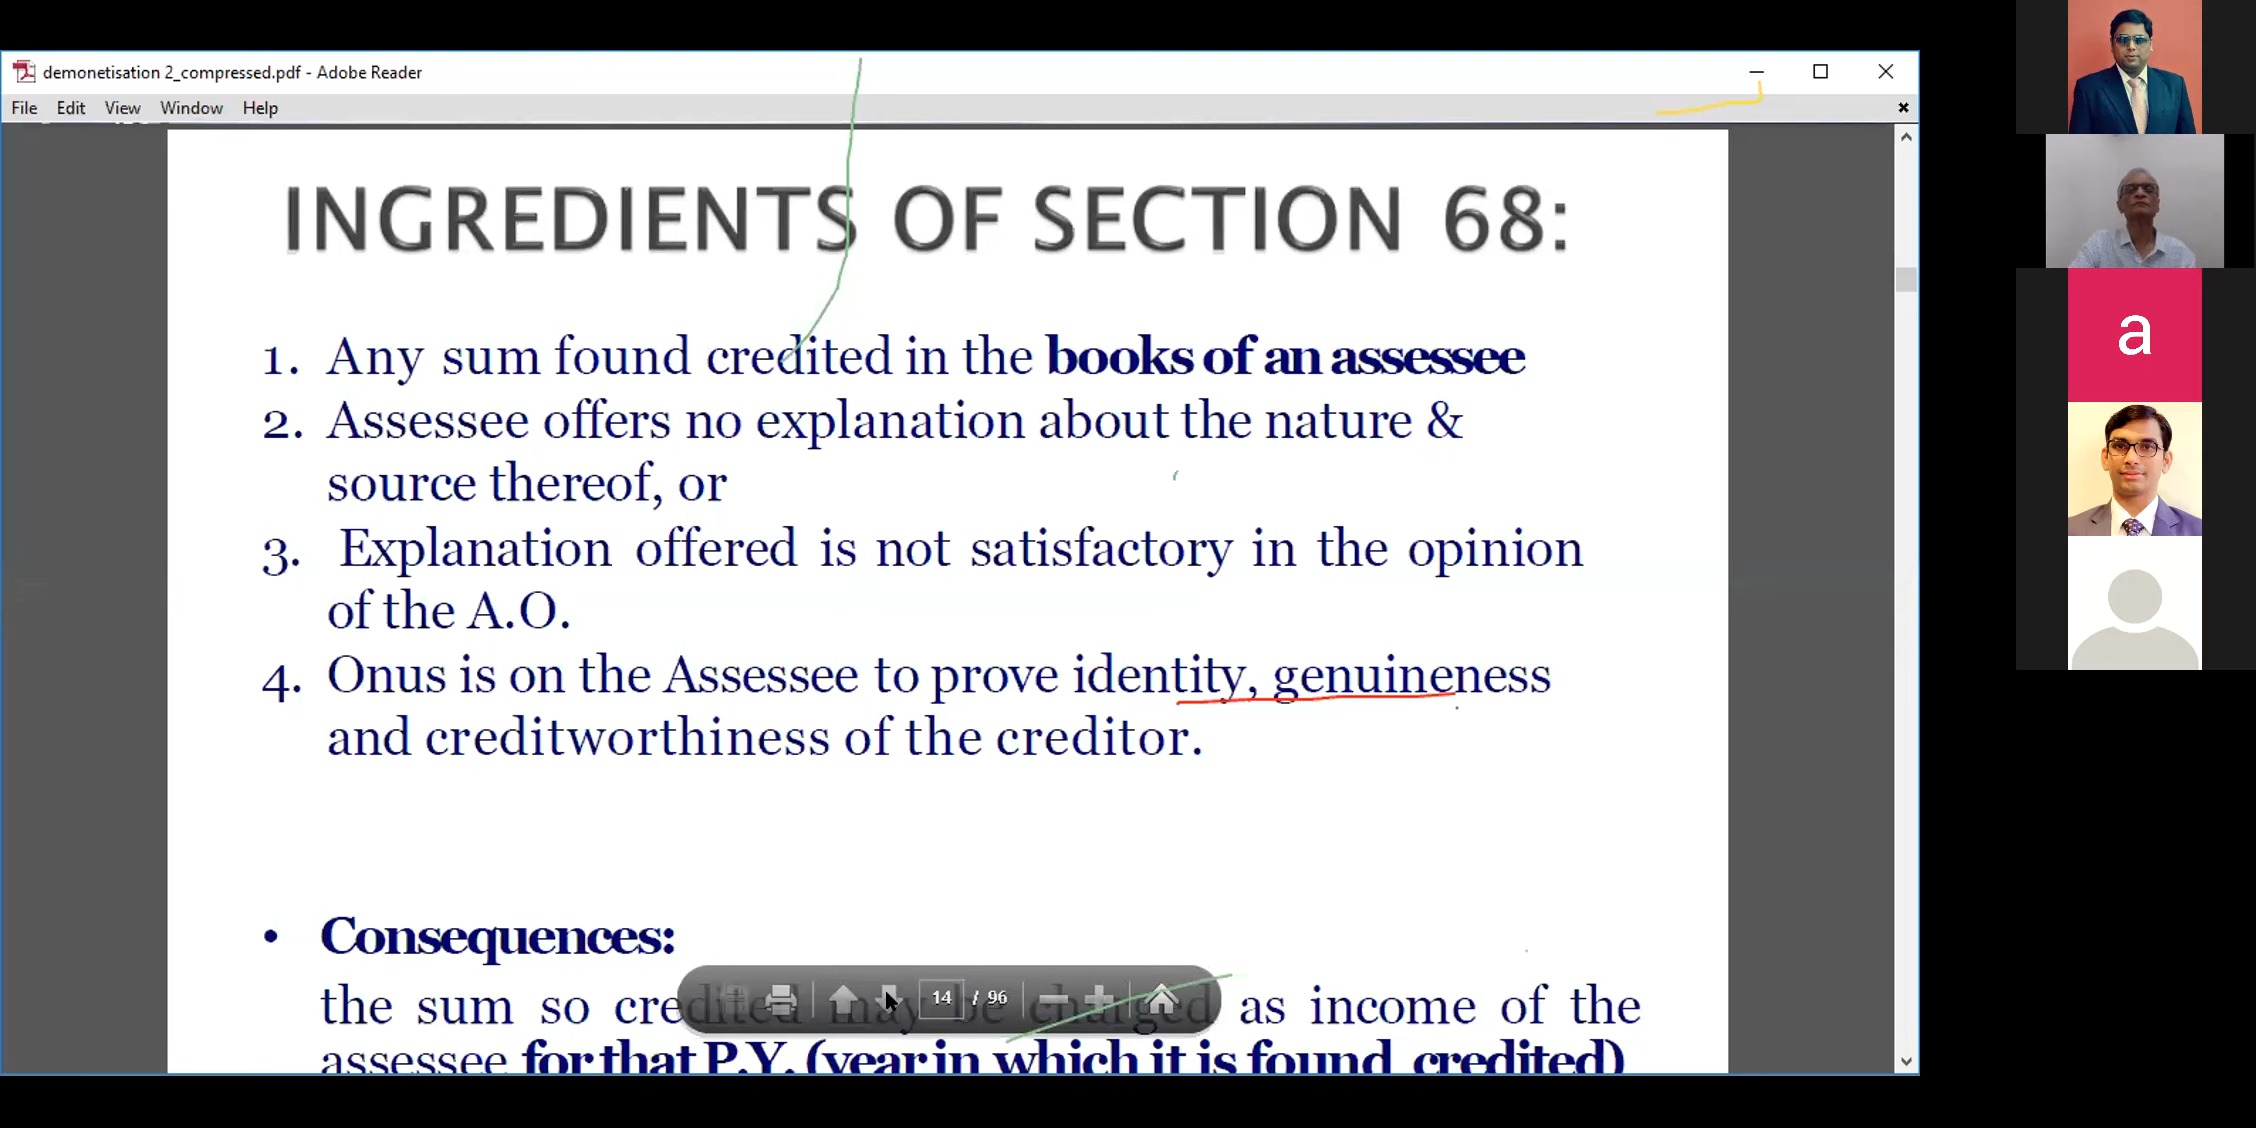 demonetisation 2_compressed.pdf - Adobe Reader
File Edit View Window Help
INGREDIENTS OF SECTION 68:
1. Any sum found credited in the books of an assessee
2. Assessee offers no explanation about the nature &
source thereof, or
3. Explanation offered is not satisfactory in the opinion
of the A.O.
4. Onus is on the Assessee to prove identity, genuineness
and creditworthiness of the creditor.
• Consequences:
the sum so credited may be charged as income of the
14 / 96
assessee for that P.Y. (year in which it is found credited)
a